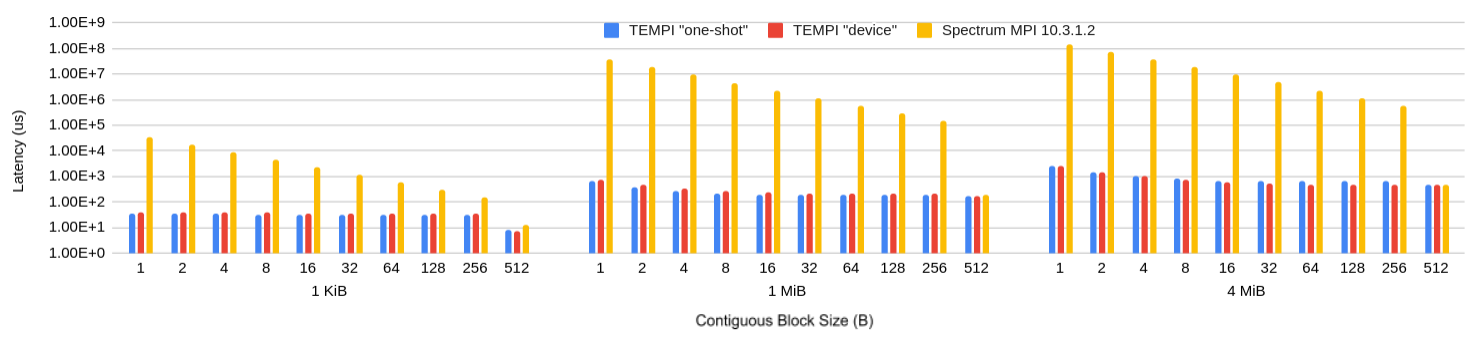 TEMPI "one-shot" TEMPI "device" Spectrum MPI 10.3.1.2
1.00E+9
1.00E+8
1.00E+7
1.00E+6
1.00E+5
1.00E+4
1.00E+3
1.00E+2
1.00E+1
1.00E+0
Latency (us)
1 2 4 8 16 32 64 128 256 512 1 2 4 8 16 32 64 128 256 512 1 2 4 8 16 32 64 128 256 512
1 KiB 1 MiB 4 MiB
Contiguous Block Size (B)